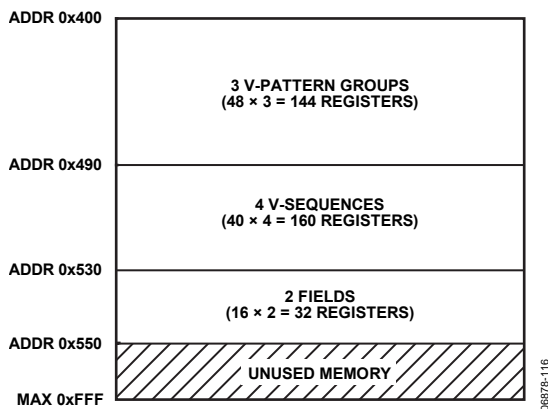 ADDR 0x400
3 V-PATTERN GROUPS
(48 × 3 = 144 REGISTERS)
ADDR 0x490
4 V-SEQUENCES
(40 × 4 = 160 REGISTERS)
ADDR 0x530
2 FIELDS
(16 × 2 = 32 REGISTERS)
ADDR 0x550
UNUSED MEMORY
MAX 0xFFF
06878-116